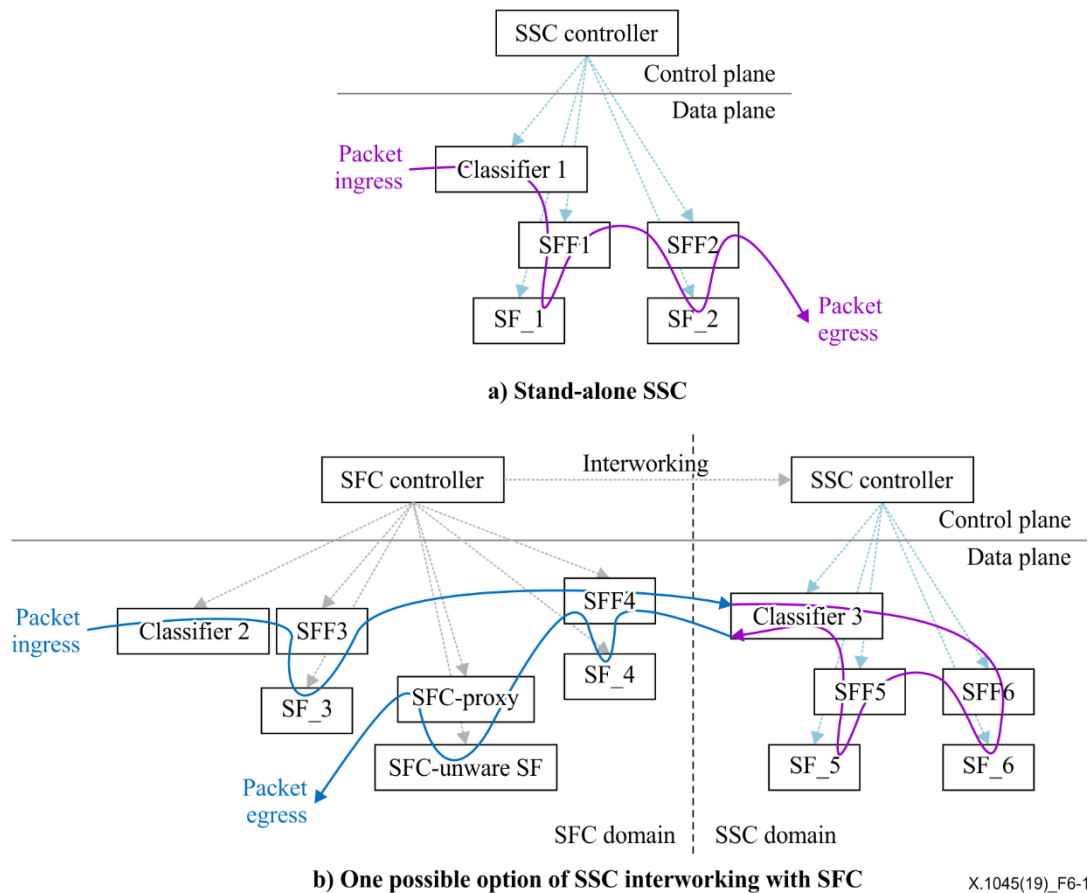 SSC controller
Control plane
Data plane
Packet
ingress
Classifier 1
SFF1
SFF2
SF_1
SF_2
Packet
egress
a) Stand-alone SSC
SFC controller
Interworking
SSC controller
Control plane
Data plane
Packet
ingress
Classifier 2
SFF3
SFF4
Classifier 3
SF_3
SF_4
SFC-proxy
SFF5
SFF6
SFC-unware SF
SF_5
SF_6
Packet
egress
SFC domain
SSC domain
b) One possible option of SSC interworking with SFC
X.1045(19)_F6-1